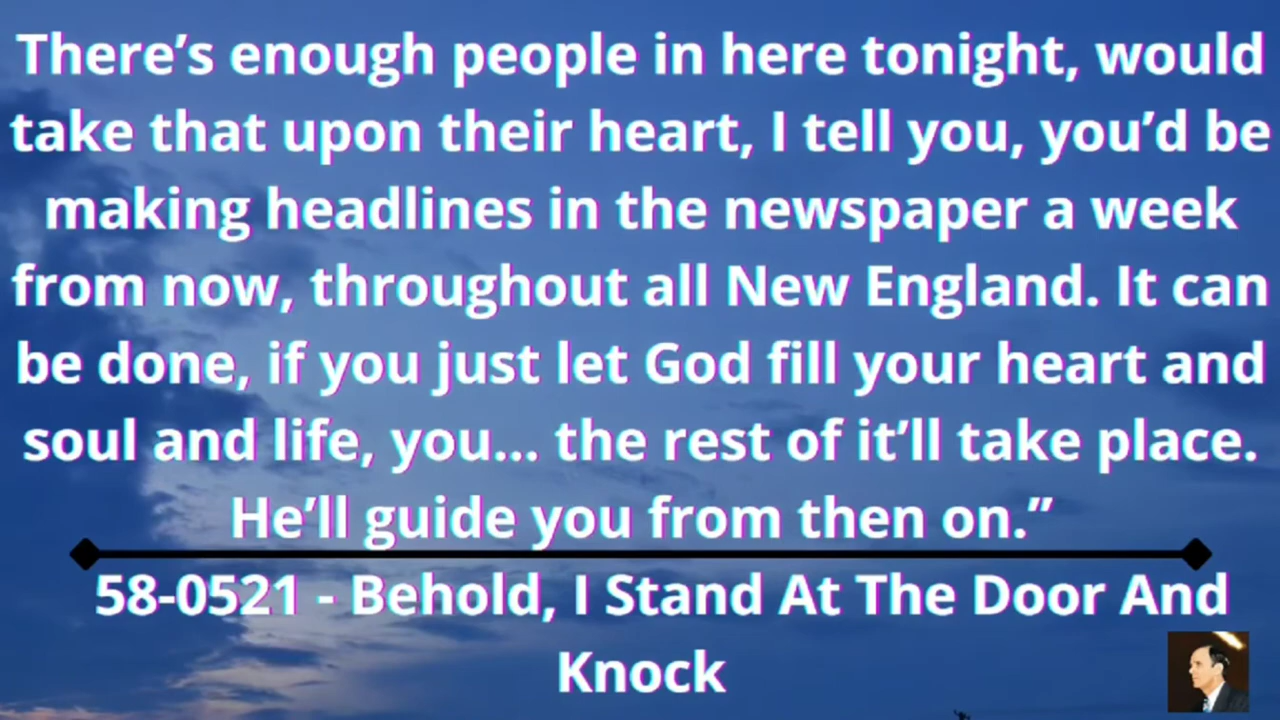 There’s enough people in here tonight, would
take that upon their heart, I tell you, you’d be
making headlines in the newspaper a week
from now, throughout all New England. It can
be done, if you just let God fill your heart and
soul and life, you... the rest of it’ll take place.
He’ll guide you from then on.”
58-0521 - Behold, I Stand At The Door And
Knock